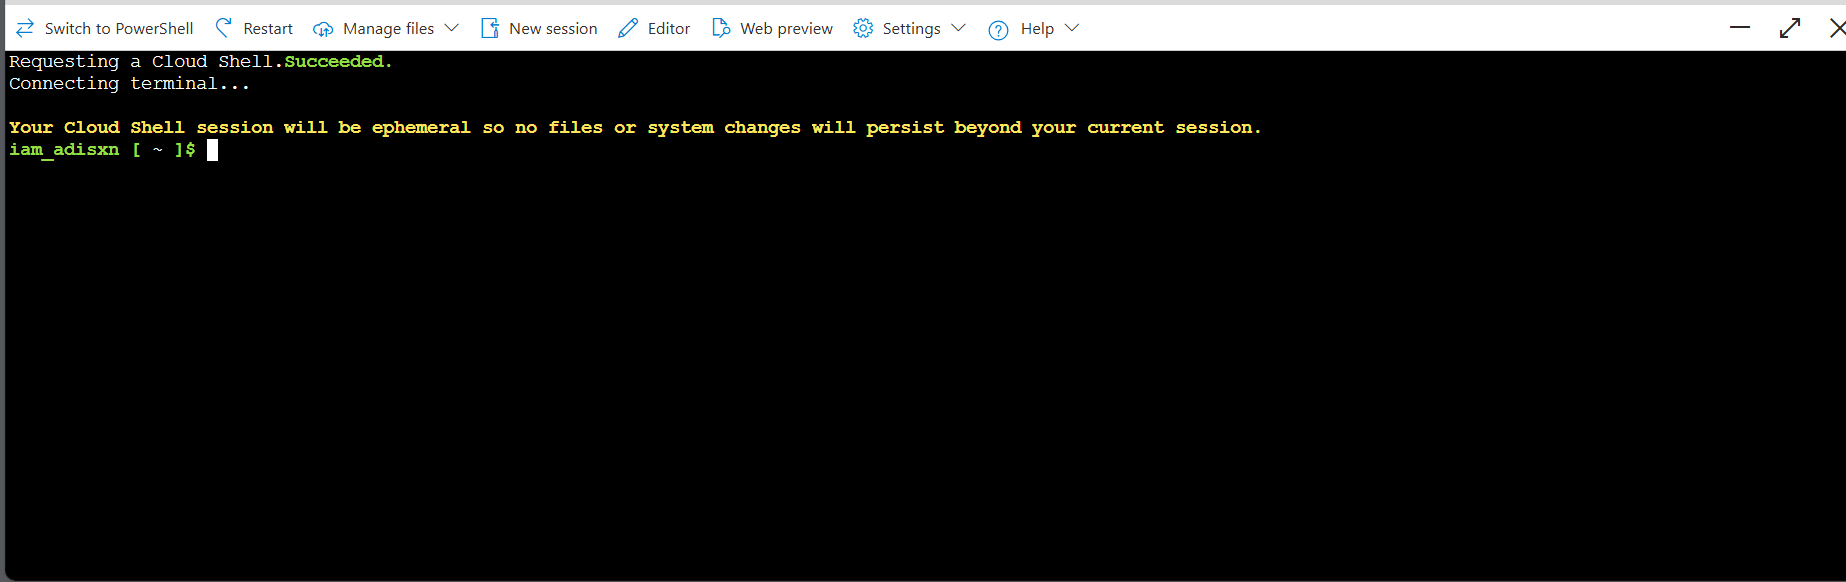 Switch to PowerShell Restart Manage files New session Editor Web preview Settings Help
Requesting a Cloud Shell.Succeeded.
Connecting terminal...
Your Cloud Shell session will be ephemeral so no files or system changes will persist beyond your current session.
iam_adisxn [ ~ ]$